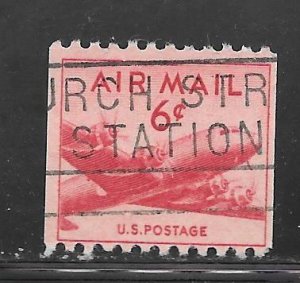 AIR MAIL
URCH STR
6¢
STATION
U.S. POSTAGE